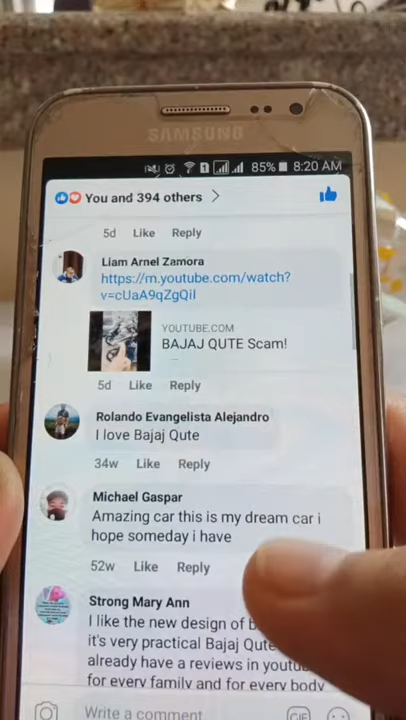 SAMSUNG
85% 8:20 AM
You and 394 others
5d Like Reply
Liam Arnel Zamora
https://m.youtube.com/watch?
v=cUaA9qZgQiI
YOUTUBE.COM
BAJAJ QUTE Scam!
5d Like Reply
Rolando Evangelista Alejandro
I love Bajaj Qute
34w Like Reply
Michael Gaspar
Amazing car this is my dream car i
hope someday i have
52w Like Reply
Strong Mary Ann
I like the new design of
it's very practical Bajaj Qute
already have a reviews in
for every family and for every body
Write a comment
GIF